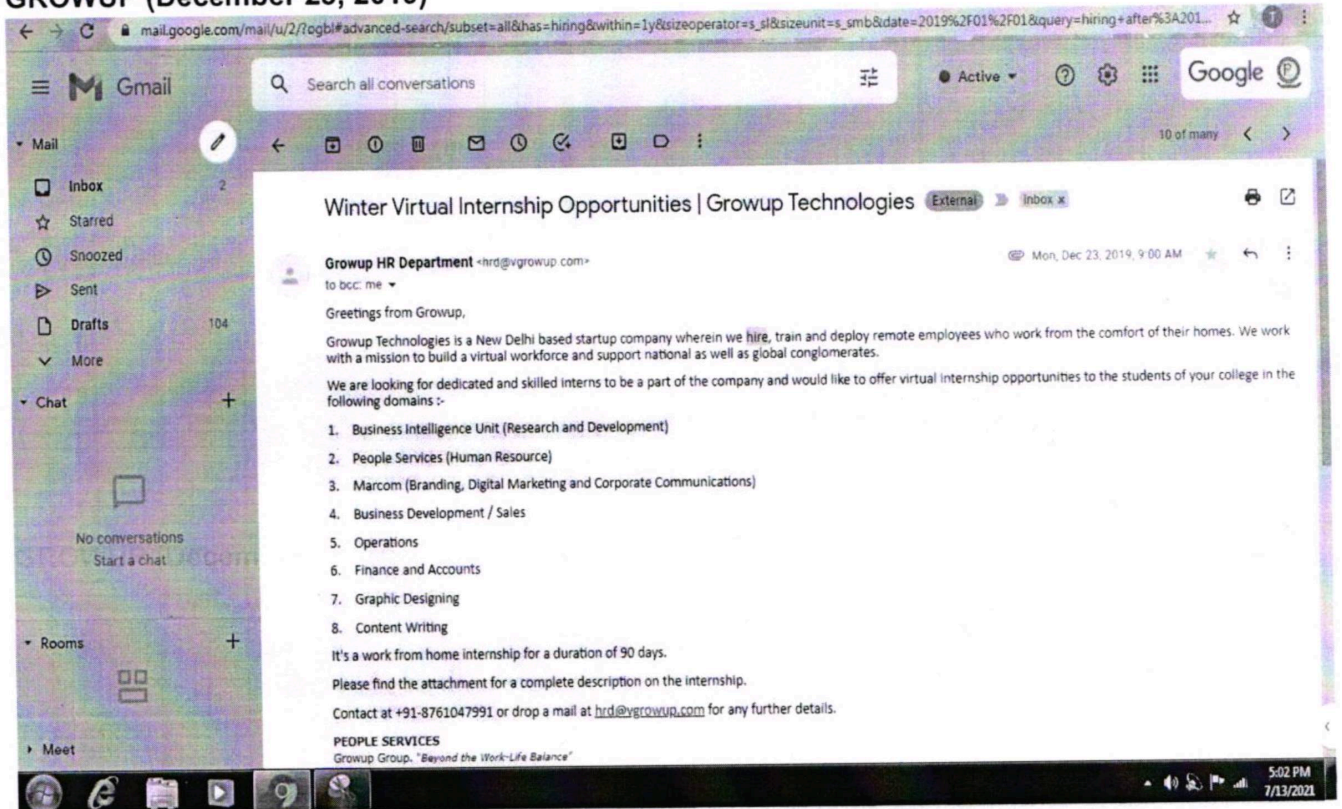 GROWUP (December 23, 2019)
mail.google.com/mail/u/2/?ogbl#advanced-search/subset=all&has=hiring&within=1y&sizeoperator=s_sl&sizeunit=s_smb&date=2019%2F01%2F01&query=hiring+after%3A201...
Gmail
Search all conversations
Active
Google
Mail
10 of many
Inbox 2
Starred
Snoozed
Sent
Drafts 104
More
Chat
No conversations
Start a chat
Rooms
Meet
Winter Virtual Internship Opportunities | Growup Technologies External Inbox x
Growup HR Department <hrd@vgrowup.com>
Mon, Dec 23, 2019, 9:00 AM
to bcc: me
Greetings from Growup,
Growup Technologies is a New Delhi based startup company wherein we hire, train and deploy remote employees who work from the comfort of their homes. We work
with a mission to build a virtual workforce and support national as well as global conglomerates.
We are looking for dedicated and skilled interns to be a part of the company and would like to offer virtual internship opportunities to the students of your college in the
following domains :-
1. Business Intelligence Unit (Research and Development)
2. People Services (Human Resource)
3. Marcom (Branding, Digital Marketing and Corporate Communications)
4. Business Development / Sales
5. Operations
6. Finance and Accounts
7. Graphic Designing
8. Content Writing
It's a work from home internship for a duration of 90 days.
Please find the attachment for a complete description on the internship.
Contact at +91-8761047991 or drop a mail at hrd@vgrowup.com for any further details.
PEOPLE SERVICES
Growup Group. "Beyond the Work-Life Balance"
5:02 PM
7/13/2021